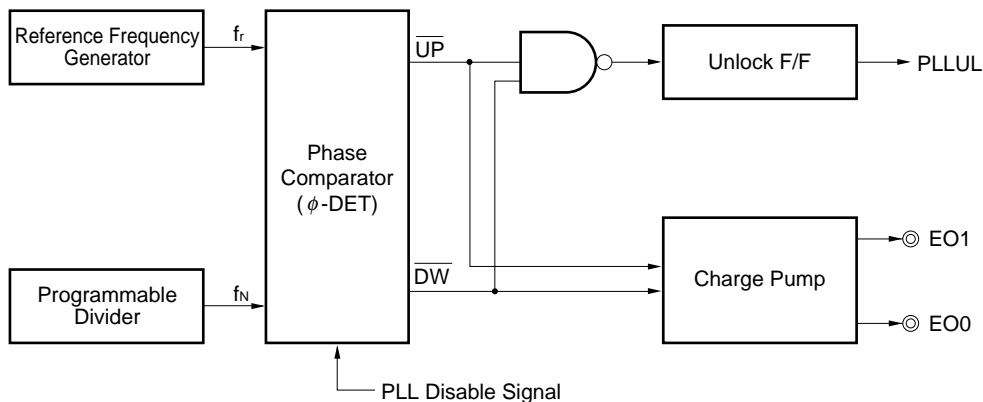 Reference Frequency
Generator
fr
Phase
Comparator
(ϕ-DET)
UP
Unlock F/F
PLLUL
Programmable
Divider
fN
DW
Charge Pump
EO1
EO0
PLL Disable Signal